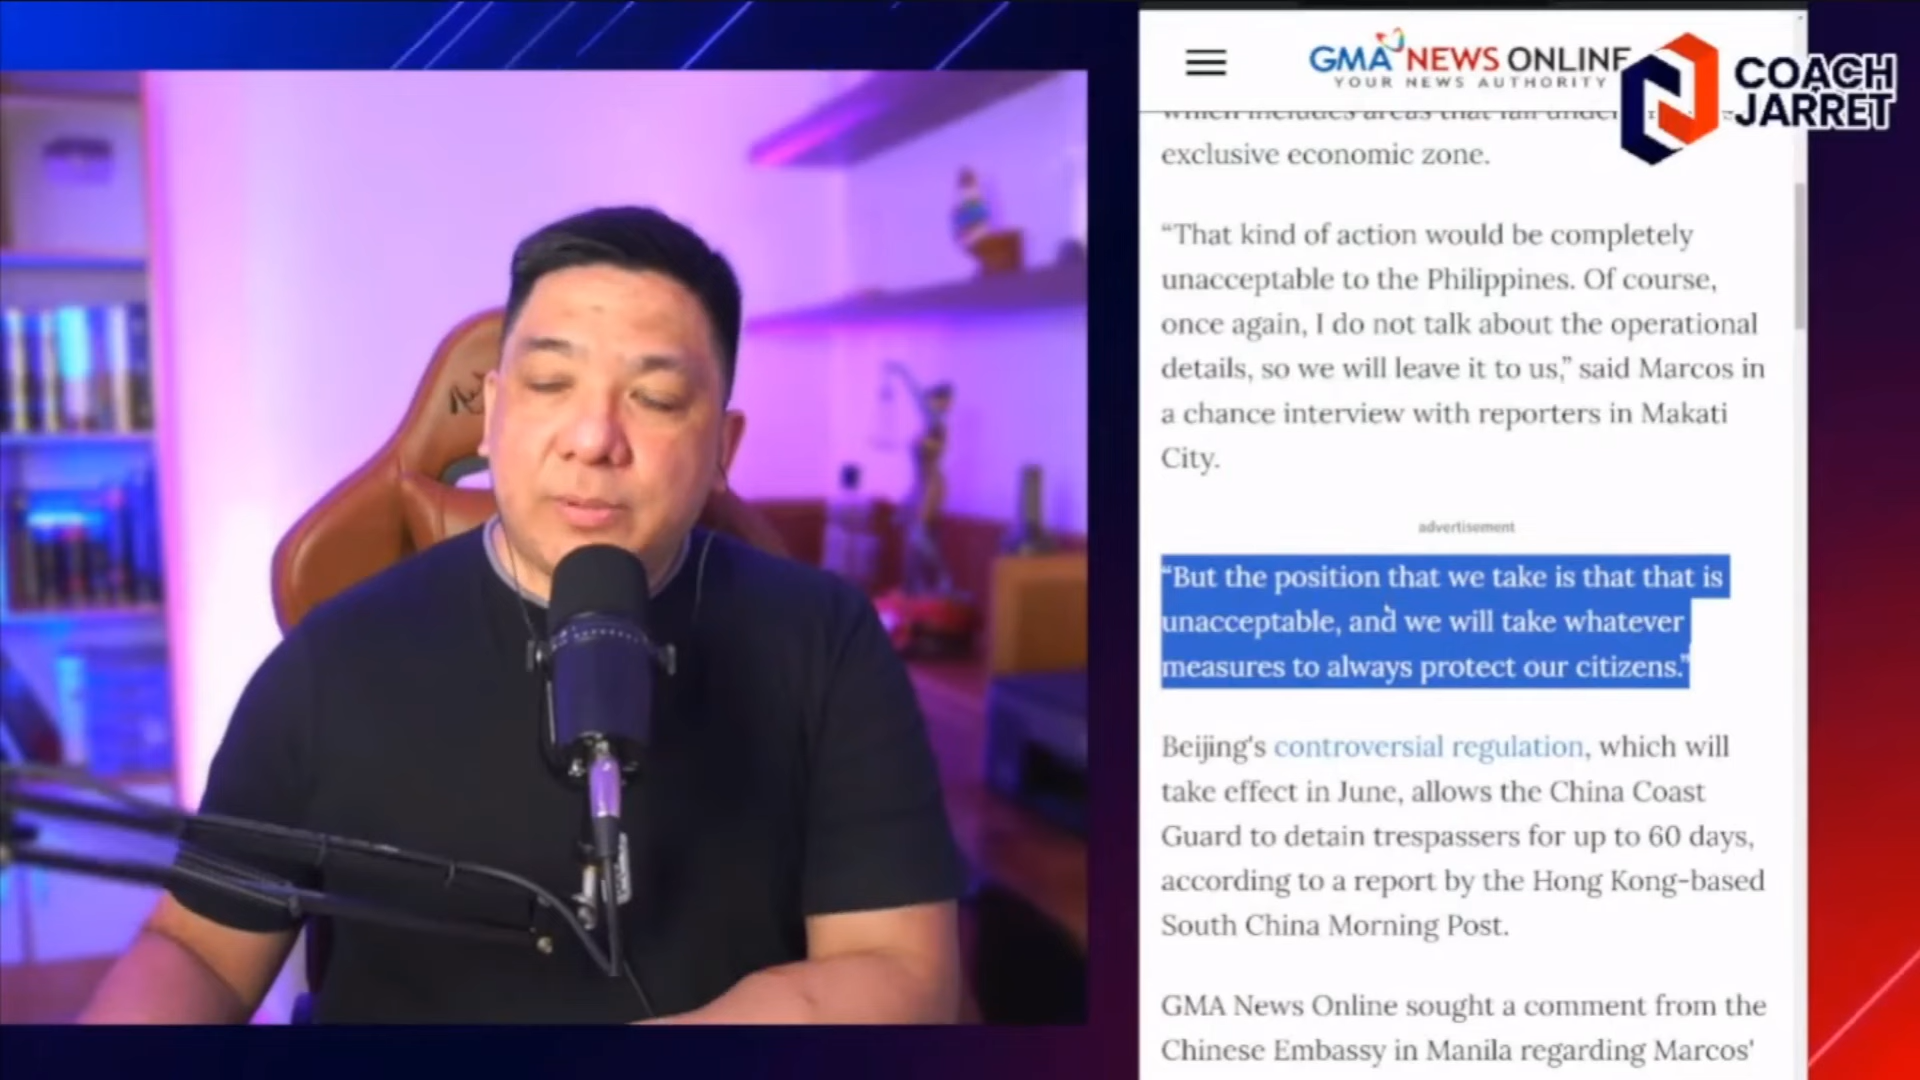 GMA NEWS ONLINE
YOUR NEWS AUTHORITY
COACH
JARRET
which includes areas that fall under
exclusive economic zone.
“That kind of action would be completely
unacceptable to the Philippines. Of course,
once again, I do not talk about the operational
details, so we will leave it to us,” said Marcos in
a chance interview with reporters in Makati
City.
advertisement
“But the position that we take is that that is
unacceptable, and we will take whatever
measures to always protect our citizens.”
Beijing's controversial regulation, which will
take effect in June, allows the China Coast
Guard to detain trespassers for up to 60 days,
according to a report by the Hong Kong-based
South China Morning Post.
GMA News Online sought a comment from the
Chinese Embassy in Manila regarding Marcos'